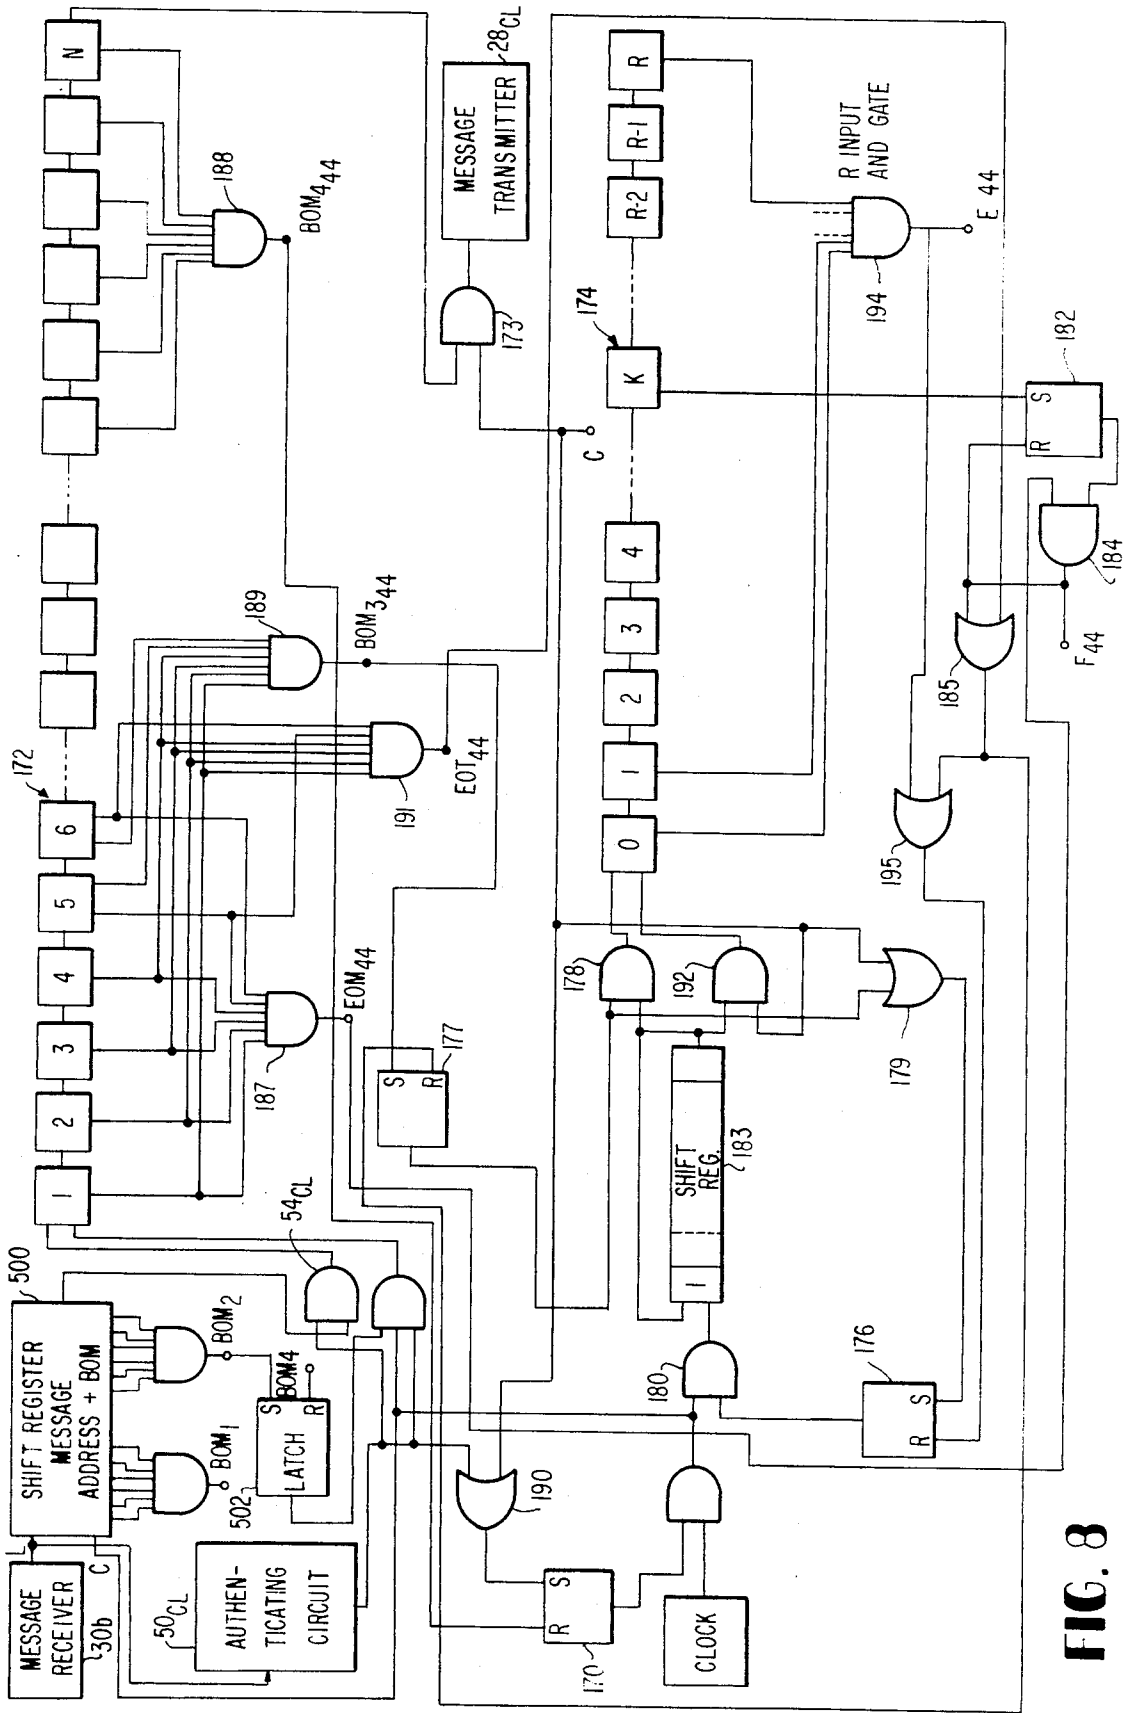 500
SHIFT REGISTER
MESSAGE
ADDRESS + BOM
L
C
MESSAGE
RECEIVER
30b
BOM1
BOM2
S
BOM4
R
LATCH
502
50CL
AUTHEN-
TICATING
CIRCUIT
54CL
172
1
2
3
4
5
6
N
187
EOM44
191
EOT44
189
BOM344
188
BOM444
MESSAGE
TRANSMITTER
28CL
173
C
S
R
177
174
0
1
2
3
4
K
R-2
R-1
R
R INPUT
AND GATE
194
E 44
178
192
179
1
SHIFT
REG.
183
180
176
R
S
190
R
S
170
CLOCK
195
185
F44
184
R
S
182
FIG. 8